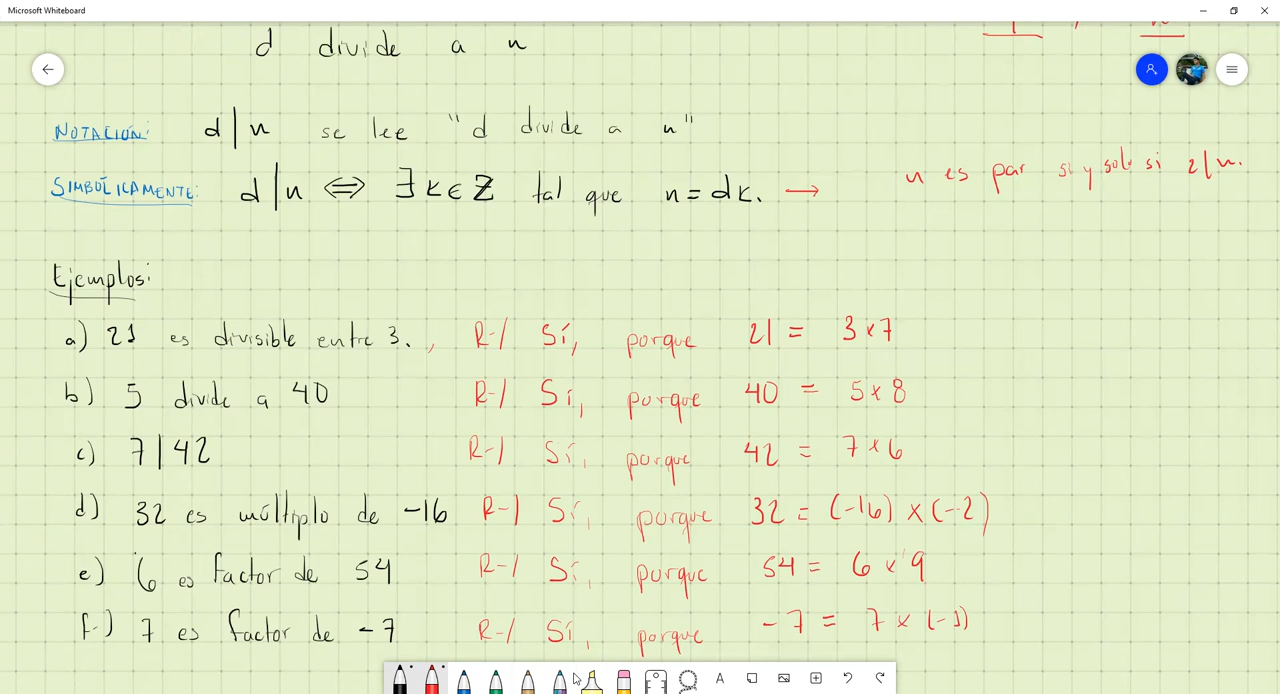 Microsoft Whiteboard
d divide a n
NOTACIÓN: d | n se lee "d divide a n"
SIMBÓLICAMENTE: d | n ⟺ ∃ k ∈ ℤ tal que n = dk. → n es par si y solo si 2|n.
Ejemplos:
a) 21 es divisible entre 3. , R-/ Sí, porque 21 = 3 x 7
b) 5 divide a 40 R-/ Sí, porque 40 = 5 x 8
c) 7 | 42 R-/ Sí, porque 42 = 7 x 6
d) 32 es múltiplo de -16 R-/ Sí, porque 32 = (-16) x (-2)
e) 6 es factor de 54 R-/ Sí, porque 54 = 6 x 9
f-) 7 es factor de -7 R-/ Sí, porque -7 = 7 x (-1)
A